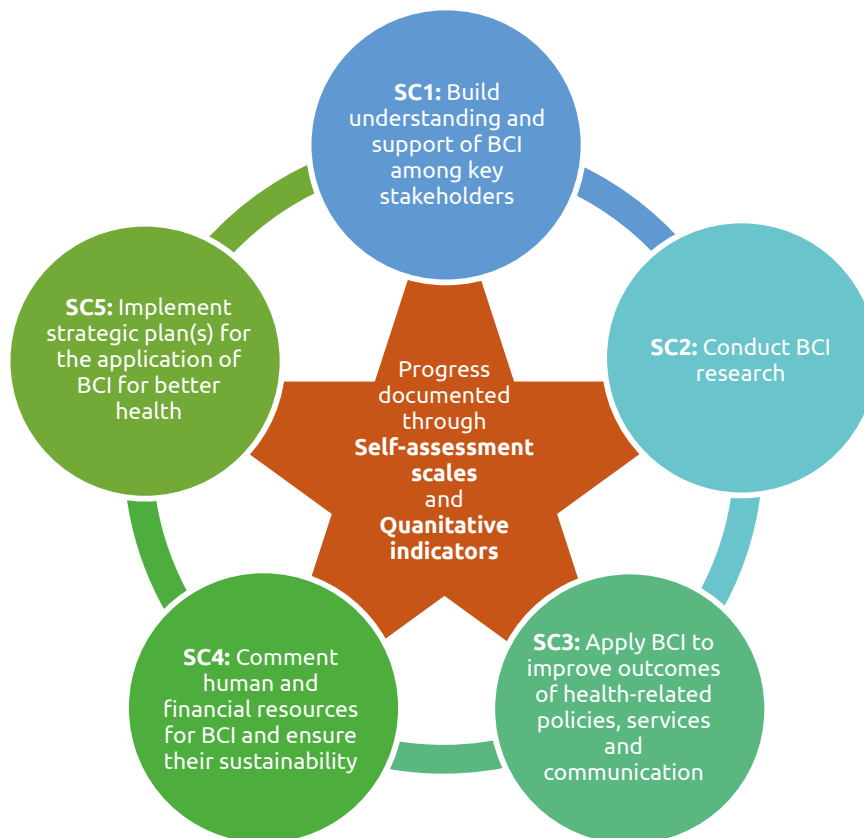 SC1: Build
understanding and
support of BCI
among key
stakeholders
SC2: Conduct BCI
research
SC3: Apply BCI to
improve outcomes
of health-related
policies, services
and
communication
SC4: Comment
human and
financial resources
for BCI and ensure
their sustainability
SC5: Implement
strategic plan(s) for
the application of
BCI for better
health
Progress
documented
through
Self-assessment
scales
and
Quanitative
indicators